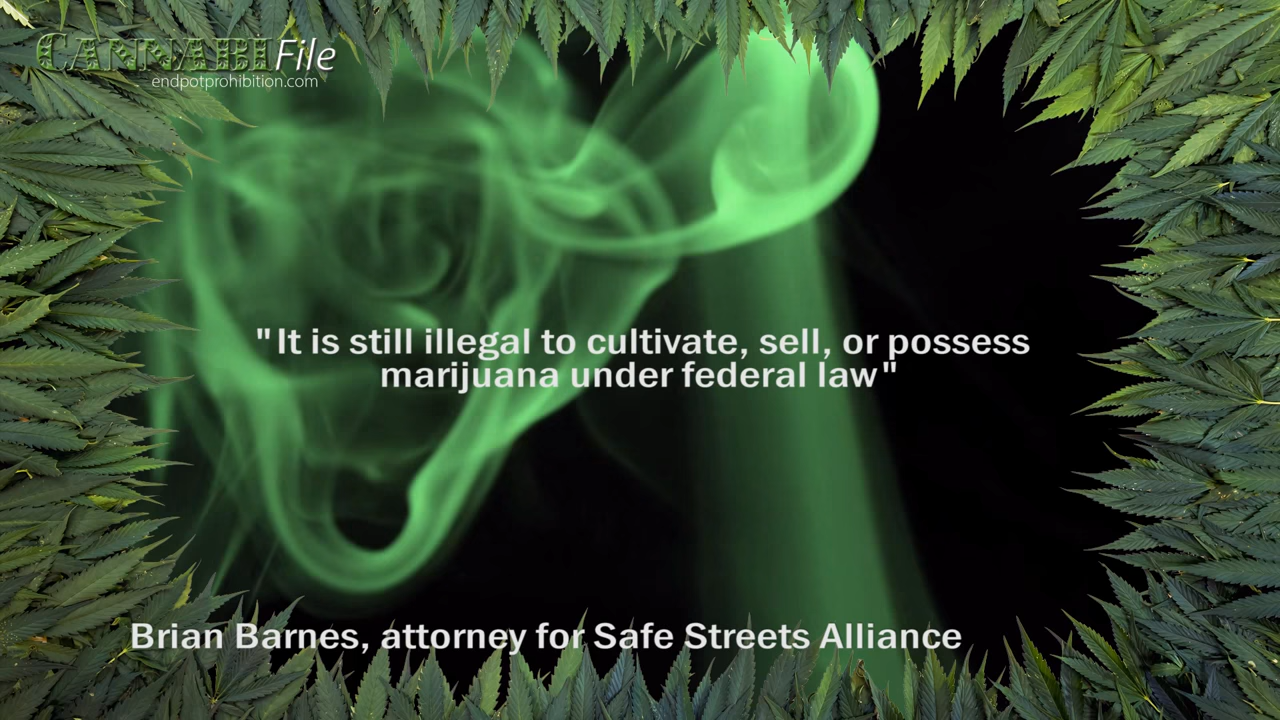 CANNABIFile
endpotprohibition.com
"It is still illegal to cultivate, sell, or possess
marijuana under federal law"
Brian Barnes, attorney for Safe Streets Alliance